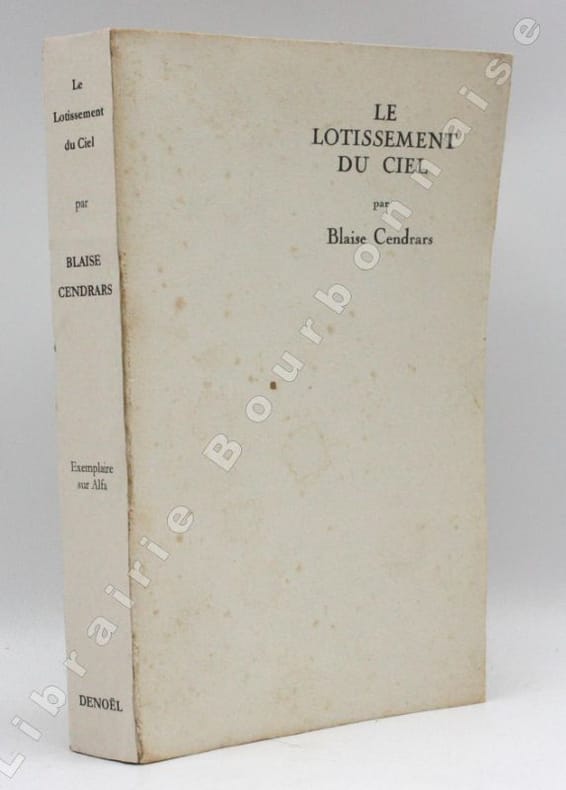 Le
Lotissement
du Ciel
par
BLAISE
CENDRARS
Exemplaire
sur Alfa
DENOËL
LE
LOTISSEMENT
DU CIEL
par
Blaise Cendrars
Librairie Bourbonnaise